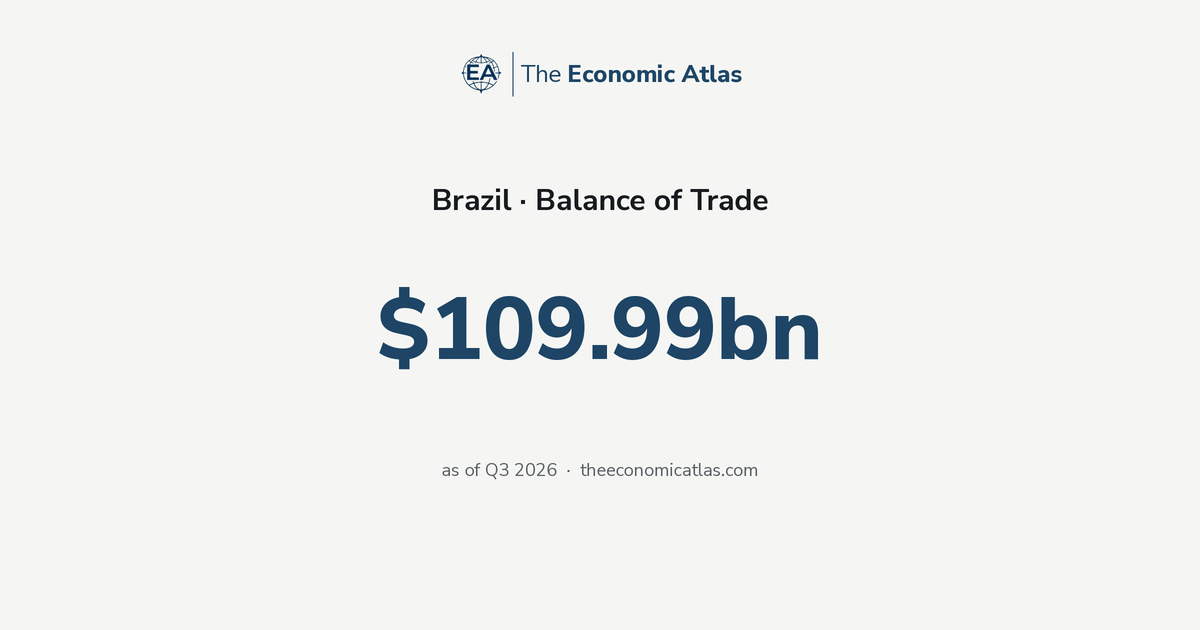 EA The Economic Atlas
Brazil · Balance of Trade
$109.99bn
as of Q3 2026 · theeconomicatlas.com